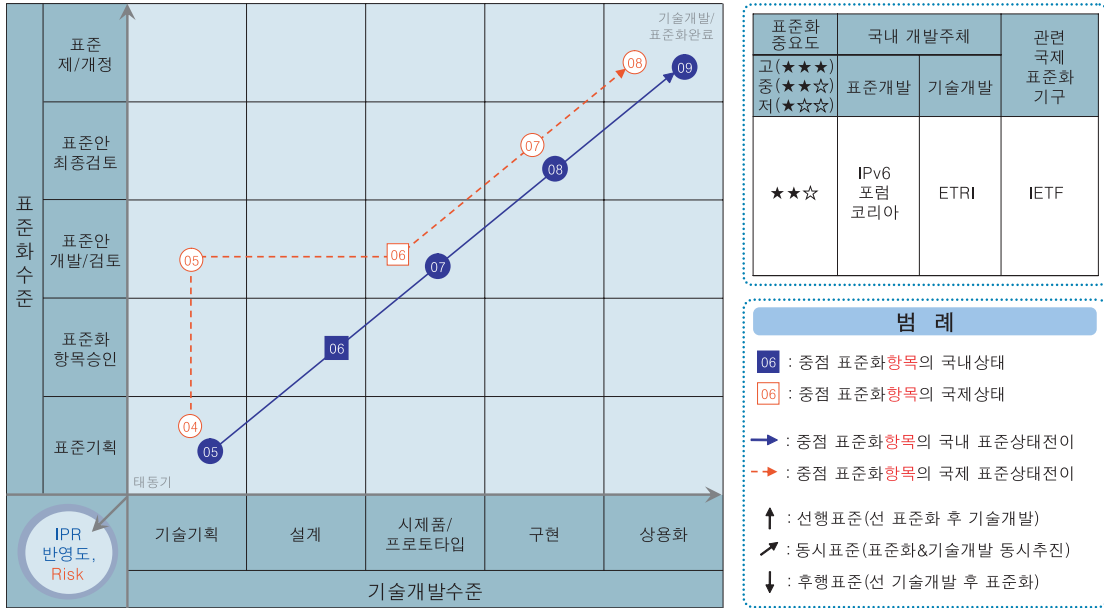 표준화수준
표준
제/개정
표준안
최종검토
표준안
개발/검토
표준화
항목승인
표준기획
기술개발/
표준화완료
08
09
07
08
05
06
07
06
04
05
태동기
IPR
반영도,
Risk
기술기획
설계
시제품/
프로토타입
구현
상용화
기술개발수준
표준화
중요도
고(★★★)
중(★★☆)
저(★☆☆)
국내 개발주체
표준개발
기술개발
관련
국제
표준화
기구
★★☆
IPv6
포럼
코리아
ETRI
IETF
범 례
06 : 중점 표준화항목의 국내상태
06 : 중점 표준화항목의 국제상태
: 중점 표준화항목의 국내 표준상태전이
: 중점 표준화항목의 국제 표준상태전이
: 선행표준(선 표준화 후 기술개발)
: 동시표준(표준화&기술개발 동시추진)
: 후행표준(선 기술개발 후 표준화)